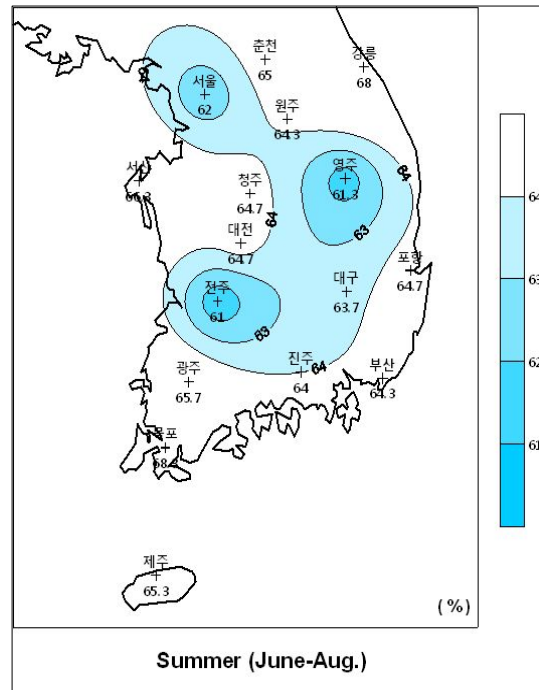 춘천
65
강릉
68
64
서울
62
원주
64.3
서산
66.3
청주
64.7
영주
61.3
64
64
63
대전
64.7
포항
64.7
전주
61
대구
63.7
63
진주
64
64
광주
65.7
부산
64.3
목포
68.3
제주
65.3
(%)
64
63
62
61
Summer (June-Aug.)